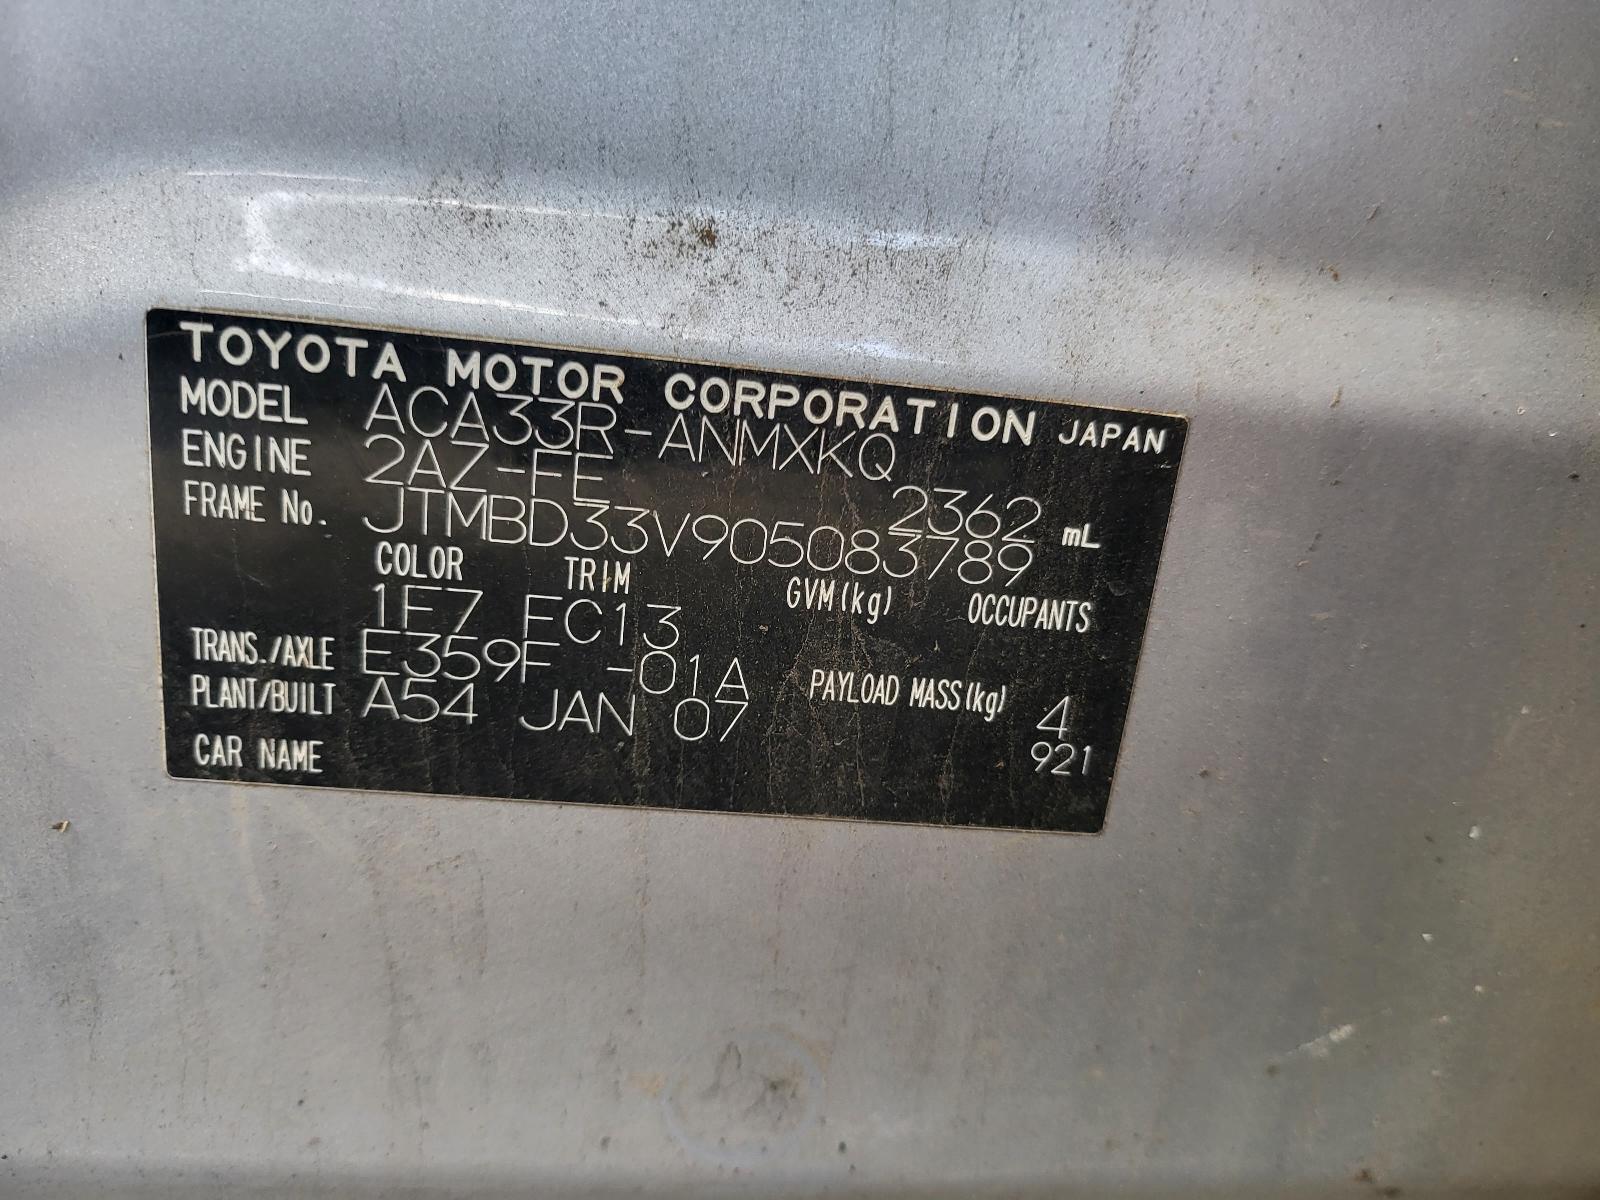 TOYOTA MOTOR CORPORATION JAPAN
MODEL ACA33R-ANMXKQ
ENGINE 2AZ-FE 2362 mL
FRAME No. JTMBD33V905083789
COLOR TRIM GVM(kg) OCCUPANTS
1F7 FC13
TRANS./AXLE E359F -01A PAYLOAD MASS(kg) 4
PLANT/BUILT A54 JAN 07 921
CAR NAME